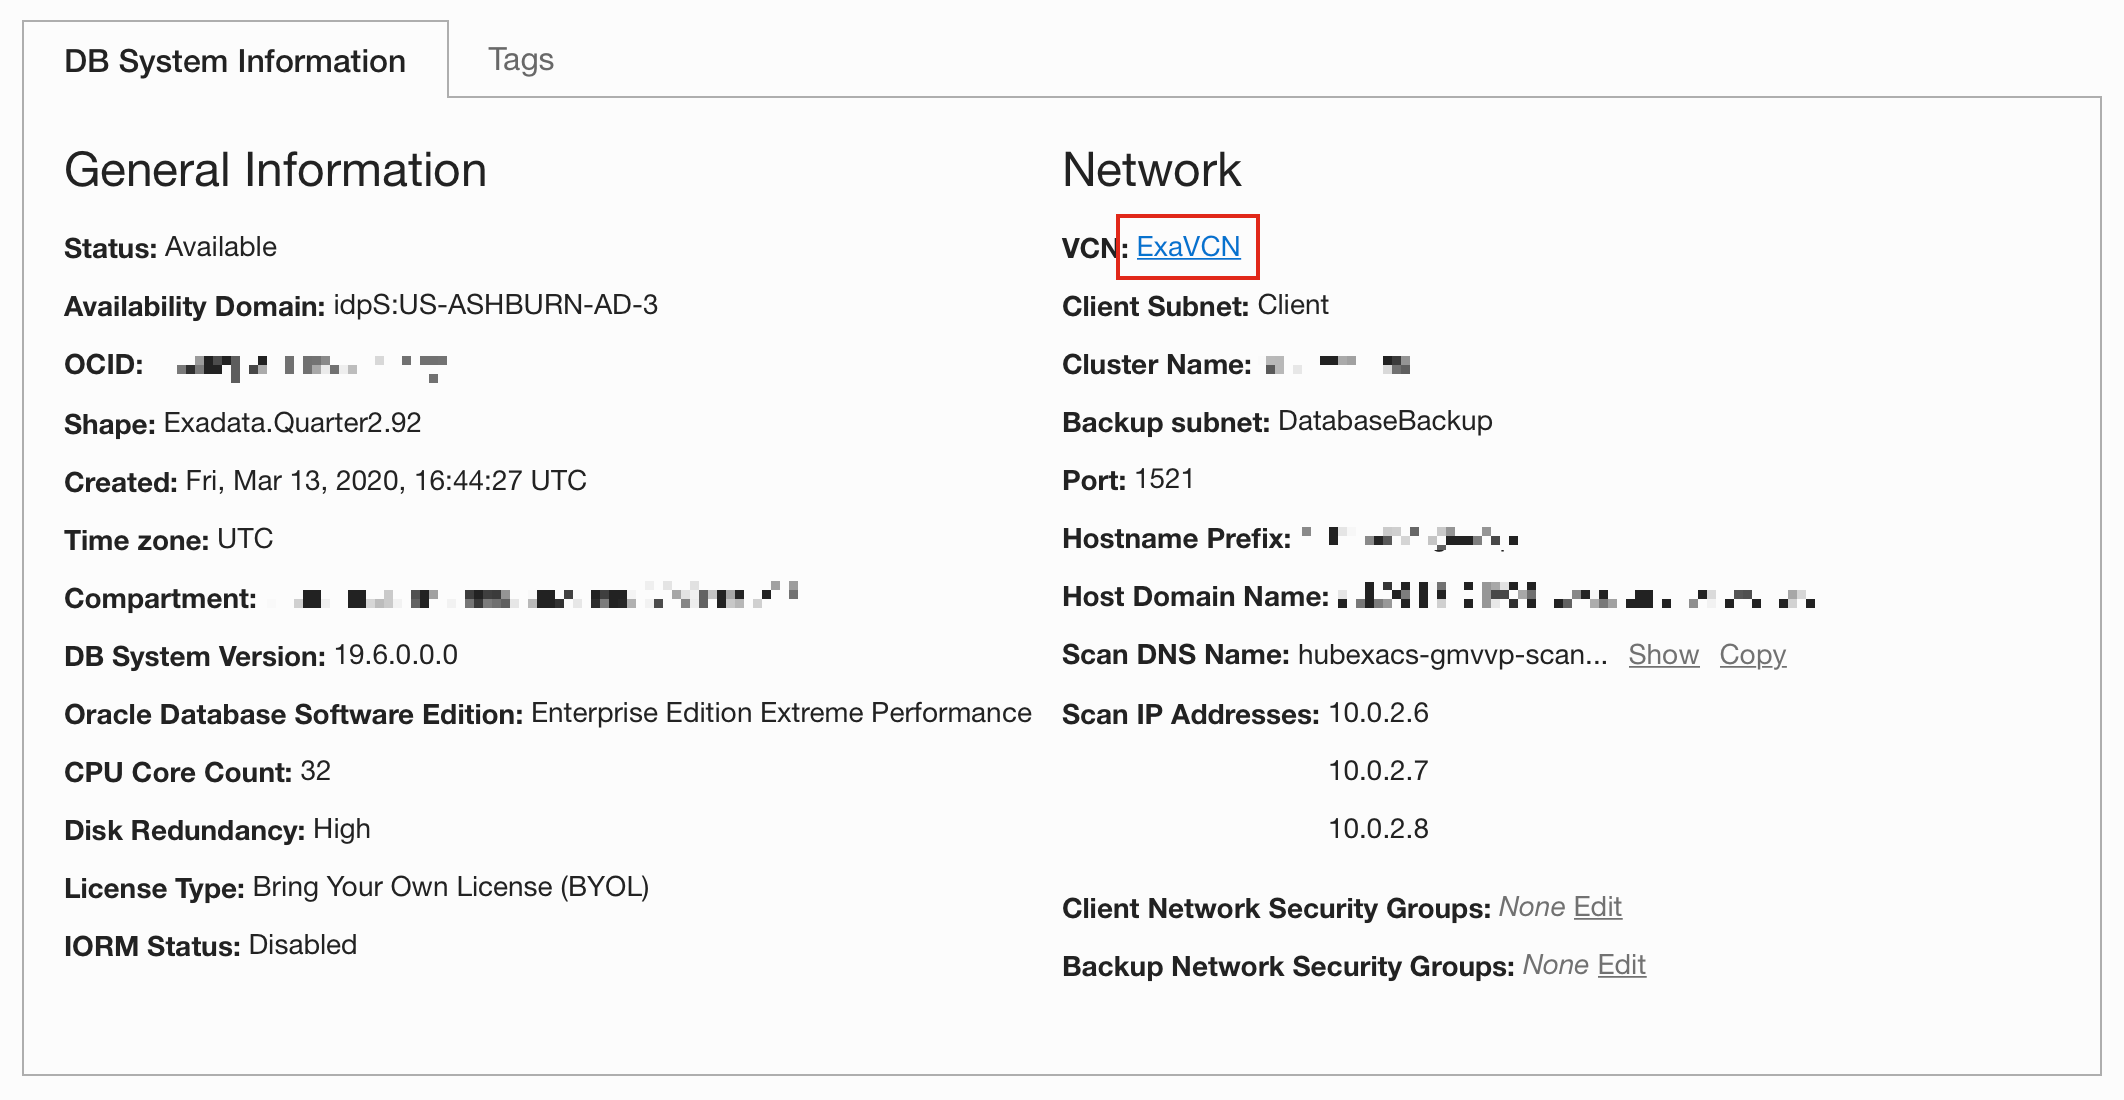 DB System Information
Tags
General Information
Status: Available
Availability Domain: idpS:US-ASHBURN-AD-3
OCID:
Shape: Exadata.Quarter2.92
Created: Fri, Mar 13, 2020, 16:44:27 UTC
Time zone: UTC
Compartment:
DB System Version: 19.6.0.0.0
Oracle Database Software Edition: Enterprise Edition Extreme Performance
CPU Core Count: 32
Disk Redundancy: High
License Type: Bring Your Own License (BYOL)
IORM Status: Disabled
Network
VCN: ExaVCN
Client Subnet: Client
Cluster Name:
Backup subnet: DatabaseBackup
Port: 1521
Hostname Prefix:
Host Domain Name:
Scan DNS Name: hubexacs-gmvvp-scan... Show Copy
Scan IP Addresses: 10.0.2.6
10.0.2.7
10.0.2.8
Client Network Security Groups: None Edit
Backup Network Security Groups: None Edit